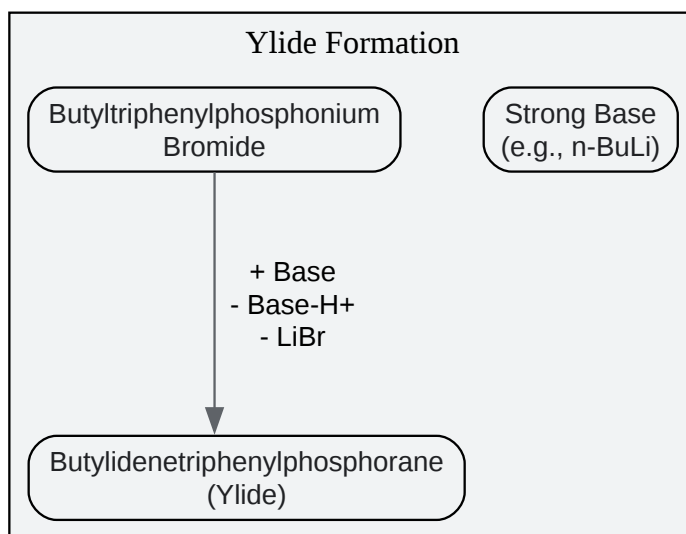 Ylide Formation
Butyltriphenylphosphonium
Bromide
Strong Base
(e.g., n-BuLi)
+ Base
- Base-H+
- LiBr
Butylidenetriphenylphosphorane
(Ylide)